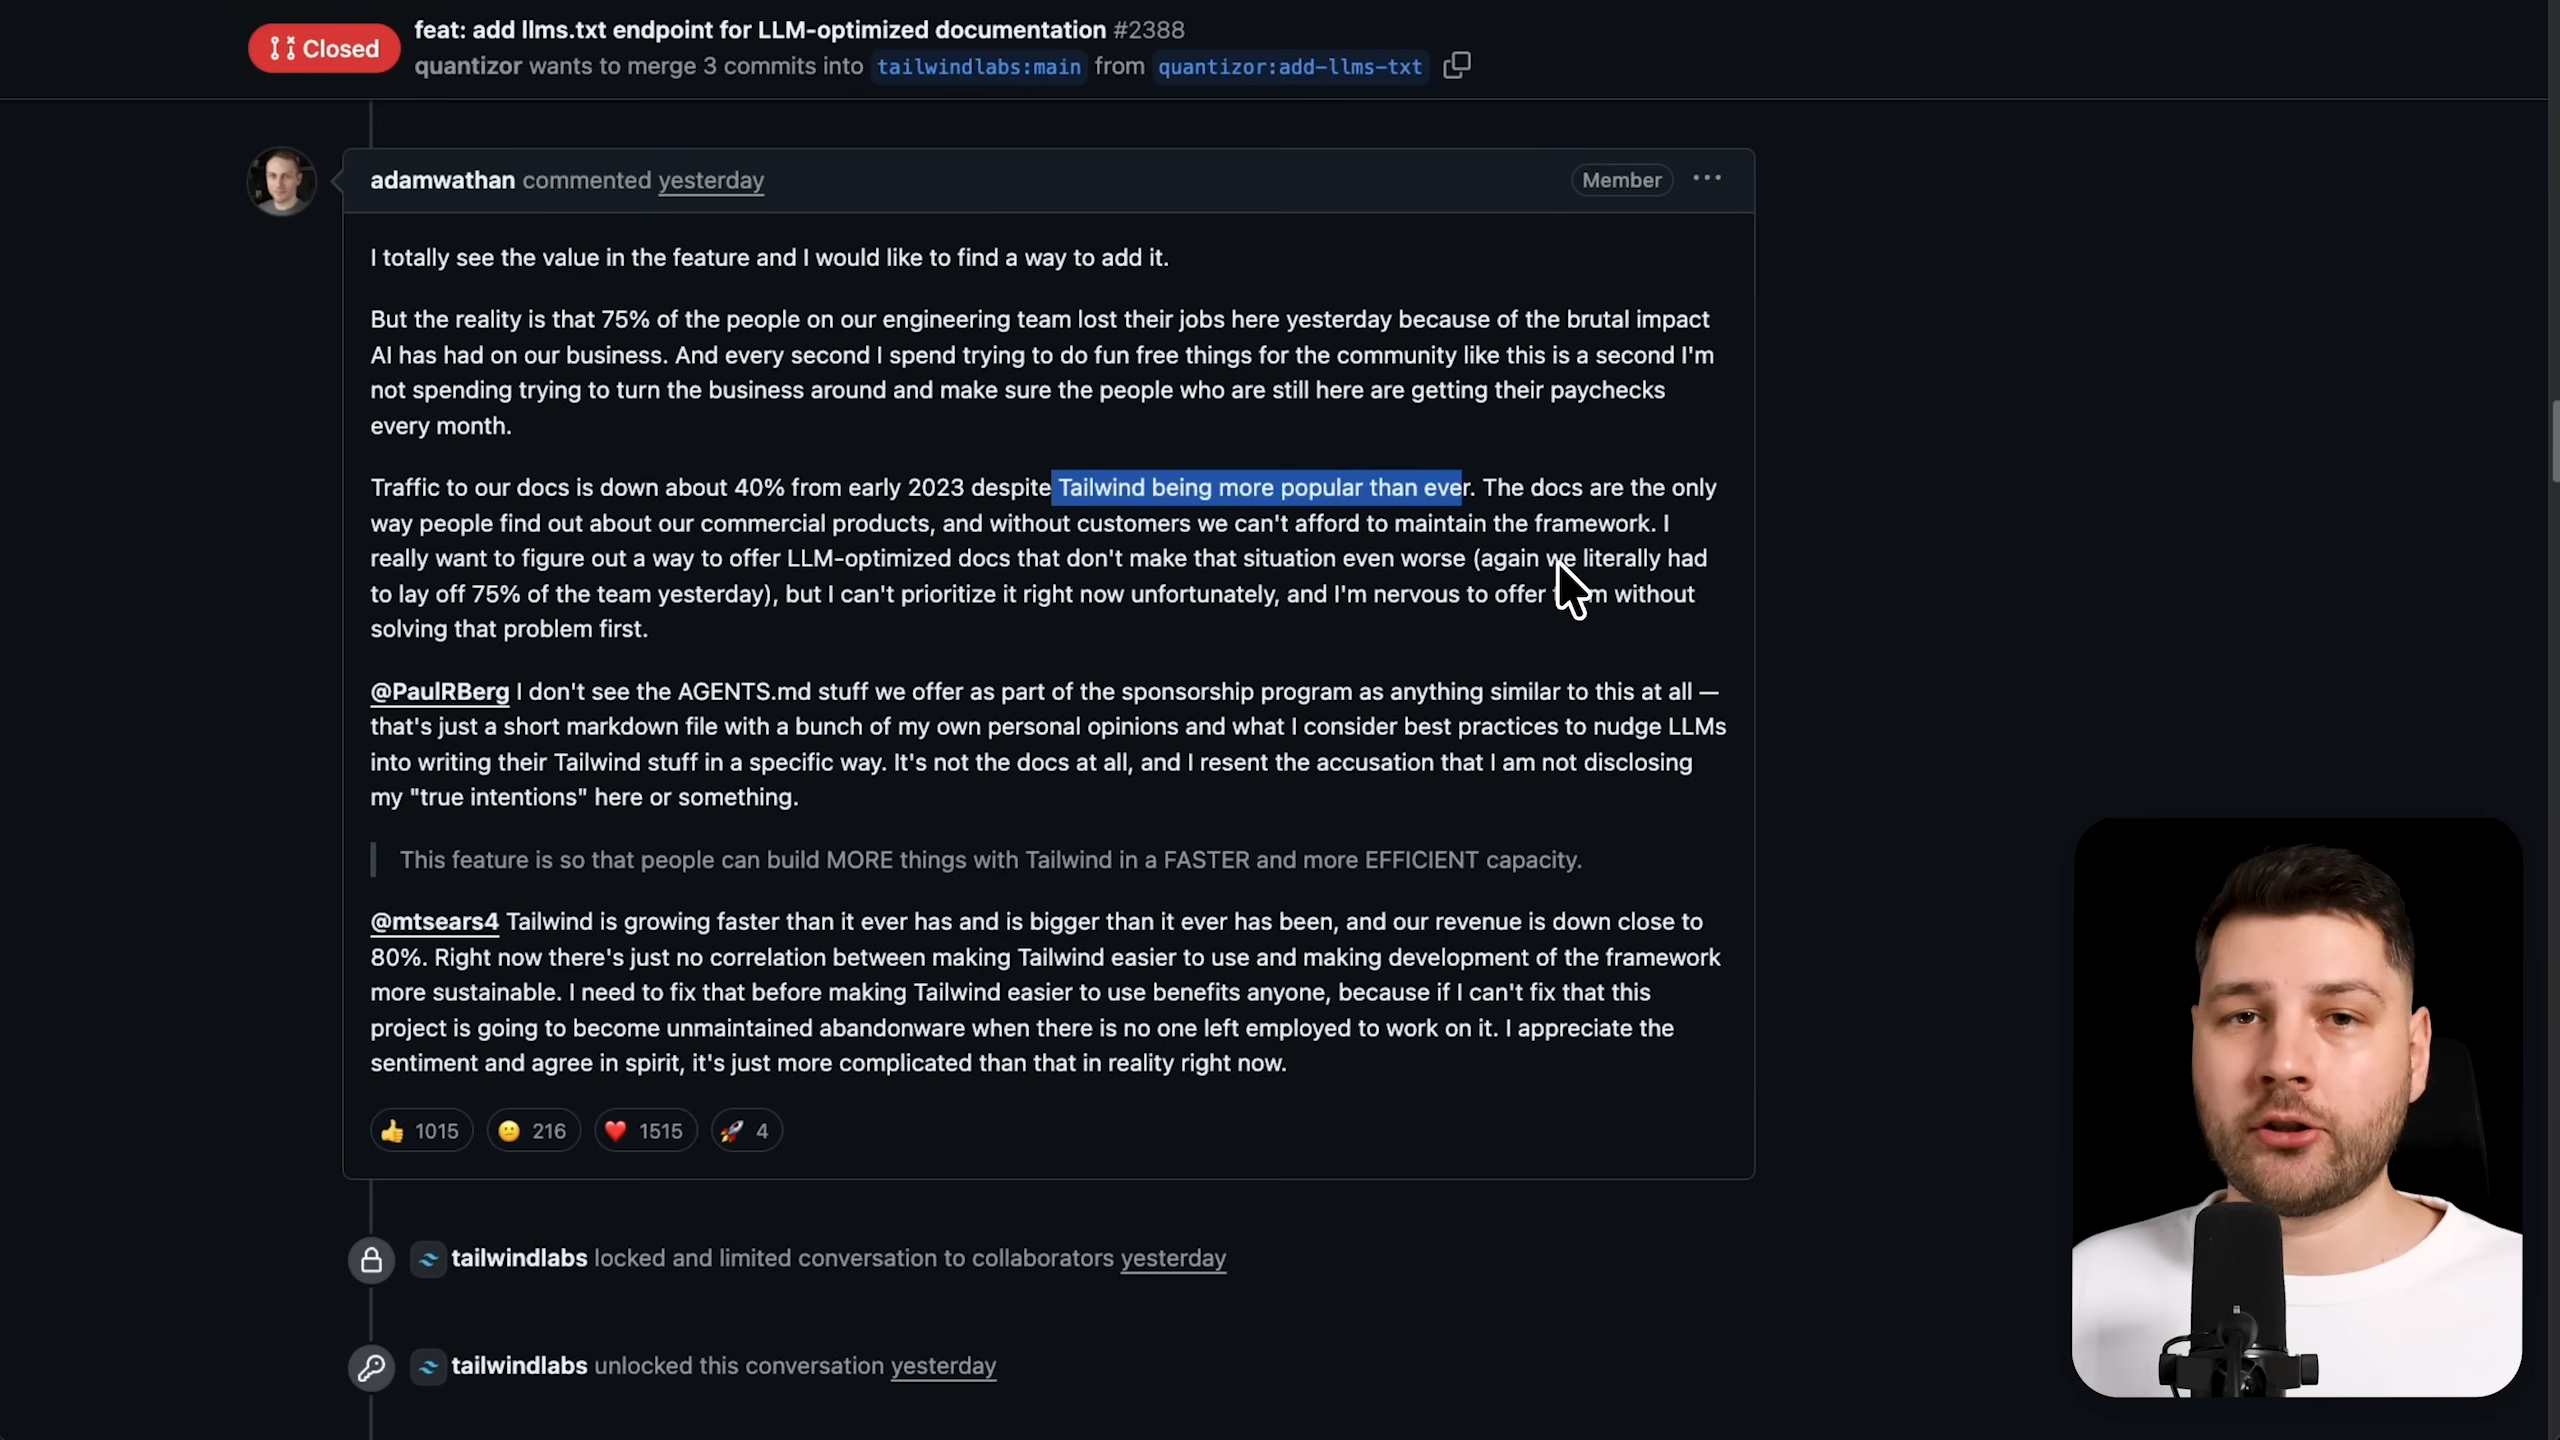 Closed
feat: add llms.txt endpoint for LLM-optimized documentation #2388
quantizor wants to merge 3 commits into tailwindlabs:main from quantizor:add-llms-txt
adamwathan commented yesterday
Member
I totally see the value in the feature and I would like to find a way to add it.
But the reality is that 75% of the people on our engineering team lost their jobs here yesterday because of the brutal impact
AI has had on our business. And every second I spend trying to do fun free things for the community like this is a second I'm
not spending trying to turn the business around and make sure the people who are still here are getting their paychecks
every month.
Traffic to our docs is down about 40% from early 2023 despite Tailwind being more popular than ever. The docs are the only
way people find out about our commercial products, and without customers we can't afford to maintain the framework. I
really want to figure out a way to offer LLM-optimized docs that don't make that situation even worse (again we literally had
to lay off 75% of the team yesterday), but I can't prioritize it right now unfortunately, and I'm nervous to offer without
solving that problem first.
@PaulRBerg I don't see the AGENTS.md stuff we offer as part of the sponsorship program as anything similar to this at all —
that's just a short markdown file with a bunch of my own personal opinions and what I consider best practices to nudge LLMs
into writing their Tailwind stuff in a specific way. It's not the docs at all, and I resent the accusation that I am not disclosing
my "true intentions" here or something.
This feature is so that people can build MORE things with Tailwind in a FASTER and more EFFICIENT capacity.
@mtsears4 Tailwind is growing faster than it ever has and is bigger than it ever has been, and our revenue is down close to
80%. Right now there's just no correlation between making Tailwind easier to use and making development of the framework
more sustainable. I need to fix that before making Tailwind easier to use benefits anyone, because if I can't fix that this
project is going to become unmaintained abandonware when there is no one left employed to work on it. I appreciate the
sentiment and agree in spirit, it's just more complicated than that in reality right now.
👍 1015 😕 216 ❤️ 1515 🚀 4
tailwindlabs locked and limited conversation to collaborators yesterday
tailwindlabs unlocked this conversation yesterday